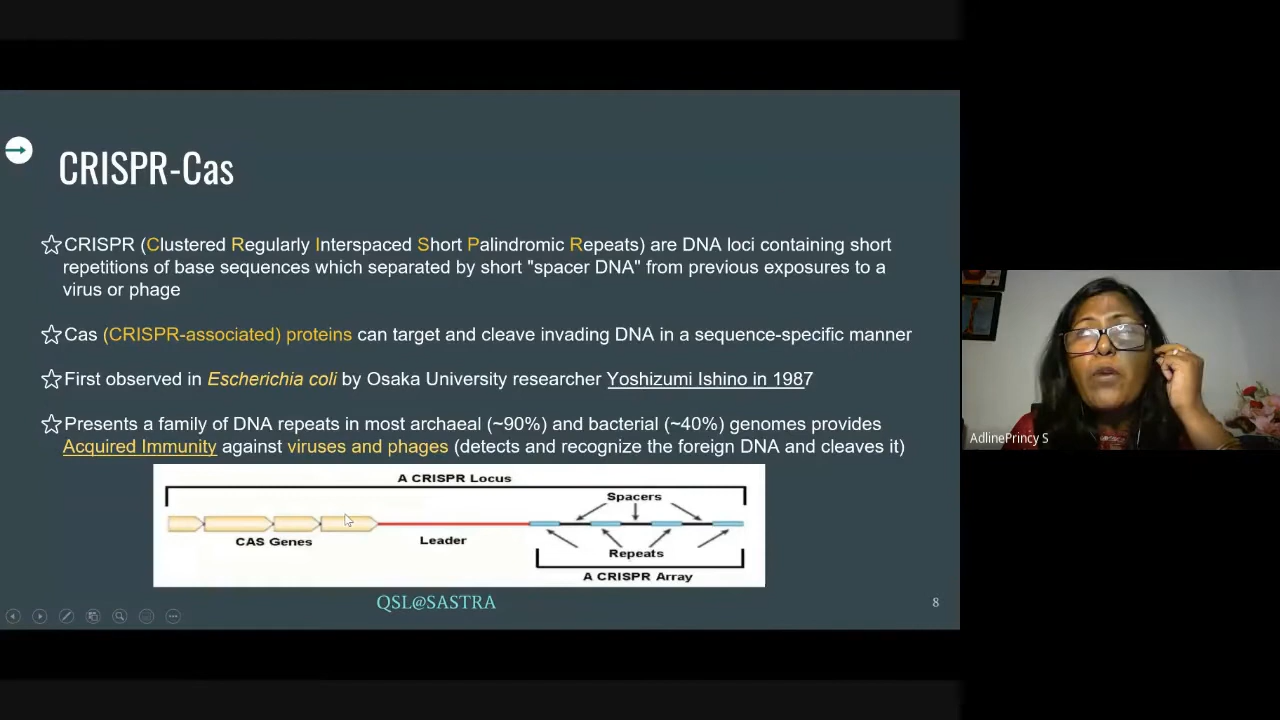 CRISPR-Cas
CRISPR (Clustered Regularly Interspaced Short Palindromic Repeats) are DNA loci containing short
repetitions of base sequences which separated by short "spacer DNA" from previous exposures to a
virus or phage
Cas (CRISPR-associated) proteins can target and cleave invading DNA in a sequence-specific manner
First observed in Escherichia coli by Osaka University researcher Yoshizumi Ishino in 1987
Presents a family of DNA repeats in most archaeal (~90%) and bacterial (~40%) genomes provides
Acquired Immunity against viruses and phages (detects and recognize the foreign DNA and cleaves it)
A CRISPR Locus
Spacers
CAS Genes
Leader
Repeats
A CRISPR Array
QSL@SASTRA
8
AdlinePrincy S